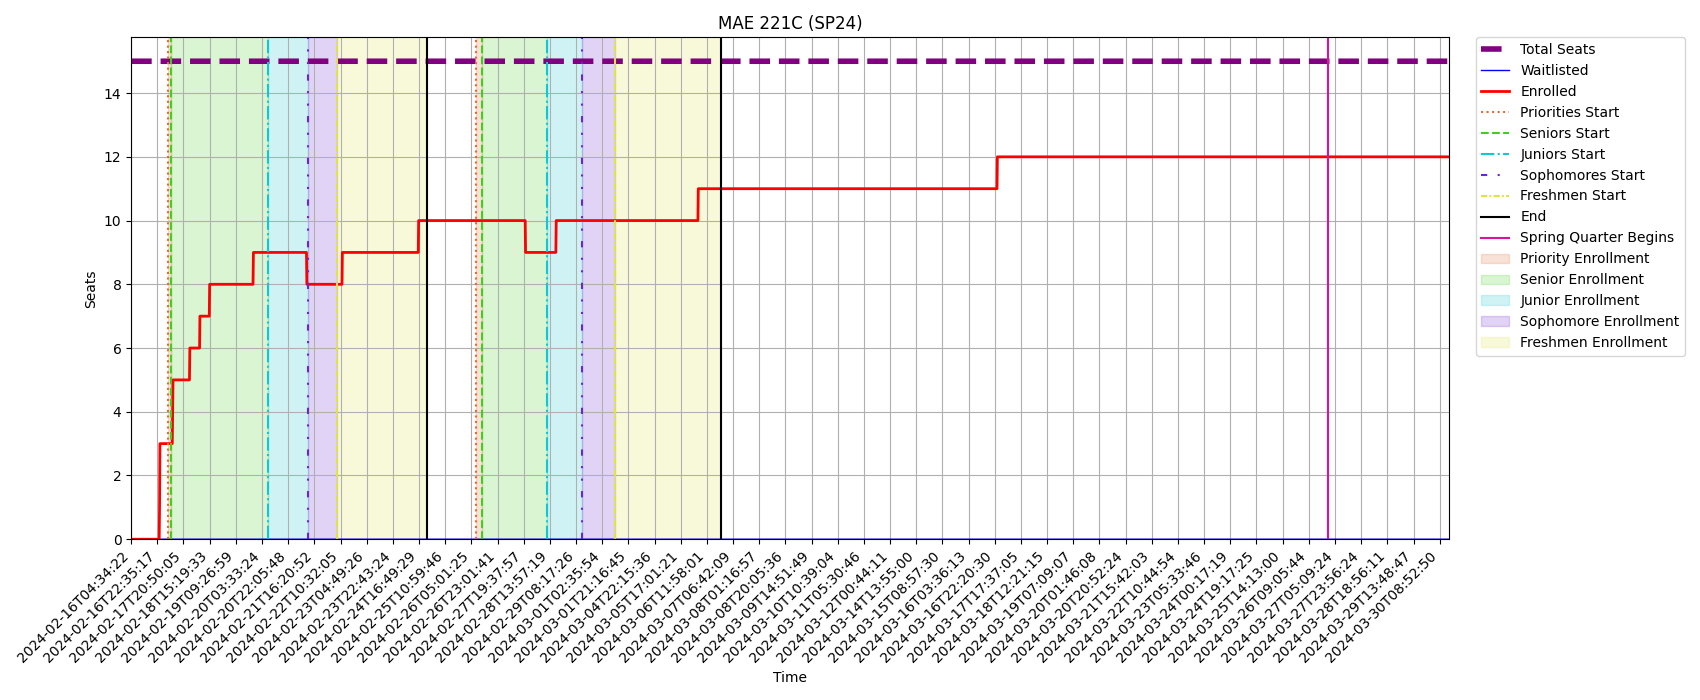 MAE 221C (SP24)
Seats
14
12
10
8
6
4
2
0
2024-02-16T04:34:22
2024-02-16T22:35:17
2024-02-17T20:50:05
2024-02-18T15:19:33
2024-02-19T09:26:59
2024-02-20T03:33:24
2024-02-20T22:05:48
2024-02-21T16:20:52
2024-02-22T10:32:05
2024-02-23T04:49:26
2024-02-23T22:43:24
2024-02-24T16:49:29
2024-02-25T10:59:46
2024-02-26T05:01:25
2024-02-26T23:01:41
2024-02-27T19:37:57
2024-02-28T13:57:19
2024-02-29T08:17:26
2024-03-01T02:35:54
2024-03-01T21:16:45
2024-03-04T22:15:36
2024-03-05T17:01:21
2024-03-06T11:58:01
2024-03-07T06:42:09
2024-03-08T01:16:57
2024-03-08T20:05:36
2024-03-09T14:51:49
2024-03-10T10:39:04
2024-03-11T05:30:46
2024-03-12T00:44:11
2024-03-14T13:55:00
2024-03-15T08:57:30
2024-03-16T03:36:13
2024-03-16T22:20:30
2024-03-17T17:37:05
2024-03-18T12:21:15
2024-03-19T07:09:07
2024-03-20T01:46:08
2024-03-20T20:52:24
2024-03-21T15:42:03
2024-03-22T10:44:54
2024-03-23T05:33:46
2024-03-24T00:17:19
2024-03-24T19:17:25
2024-03-25T14:13:00
2024-03-26T09:05:44
2024-03-27T05:09:24
2024-03-27T23:56:24
2024-03-28T18:56:11
2024-03-29T13:48:47
2024-03-30T08:52:50
Time
Total Seats
Waitlisted
Enrolled
Priorities Start
Seniors Start
Juniors Start
Sophomores Start
Freshmen Start
End
Spring Quarter Begins
Priority Enrollment
Senior Enrollment
Junior Enrollment
Sophomore Enrollment
Freshmen Enrollment